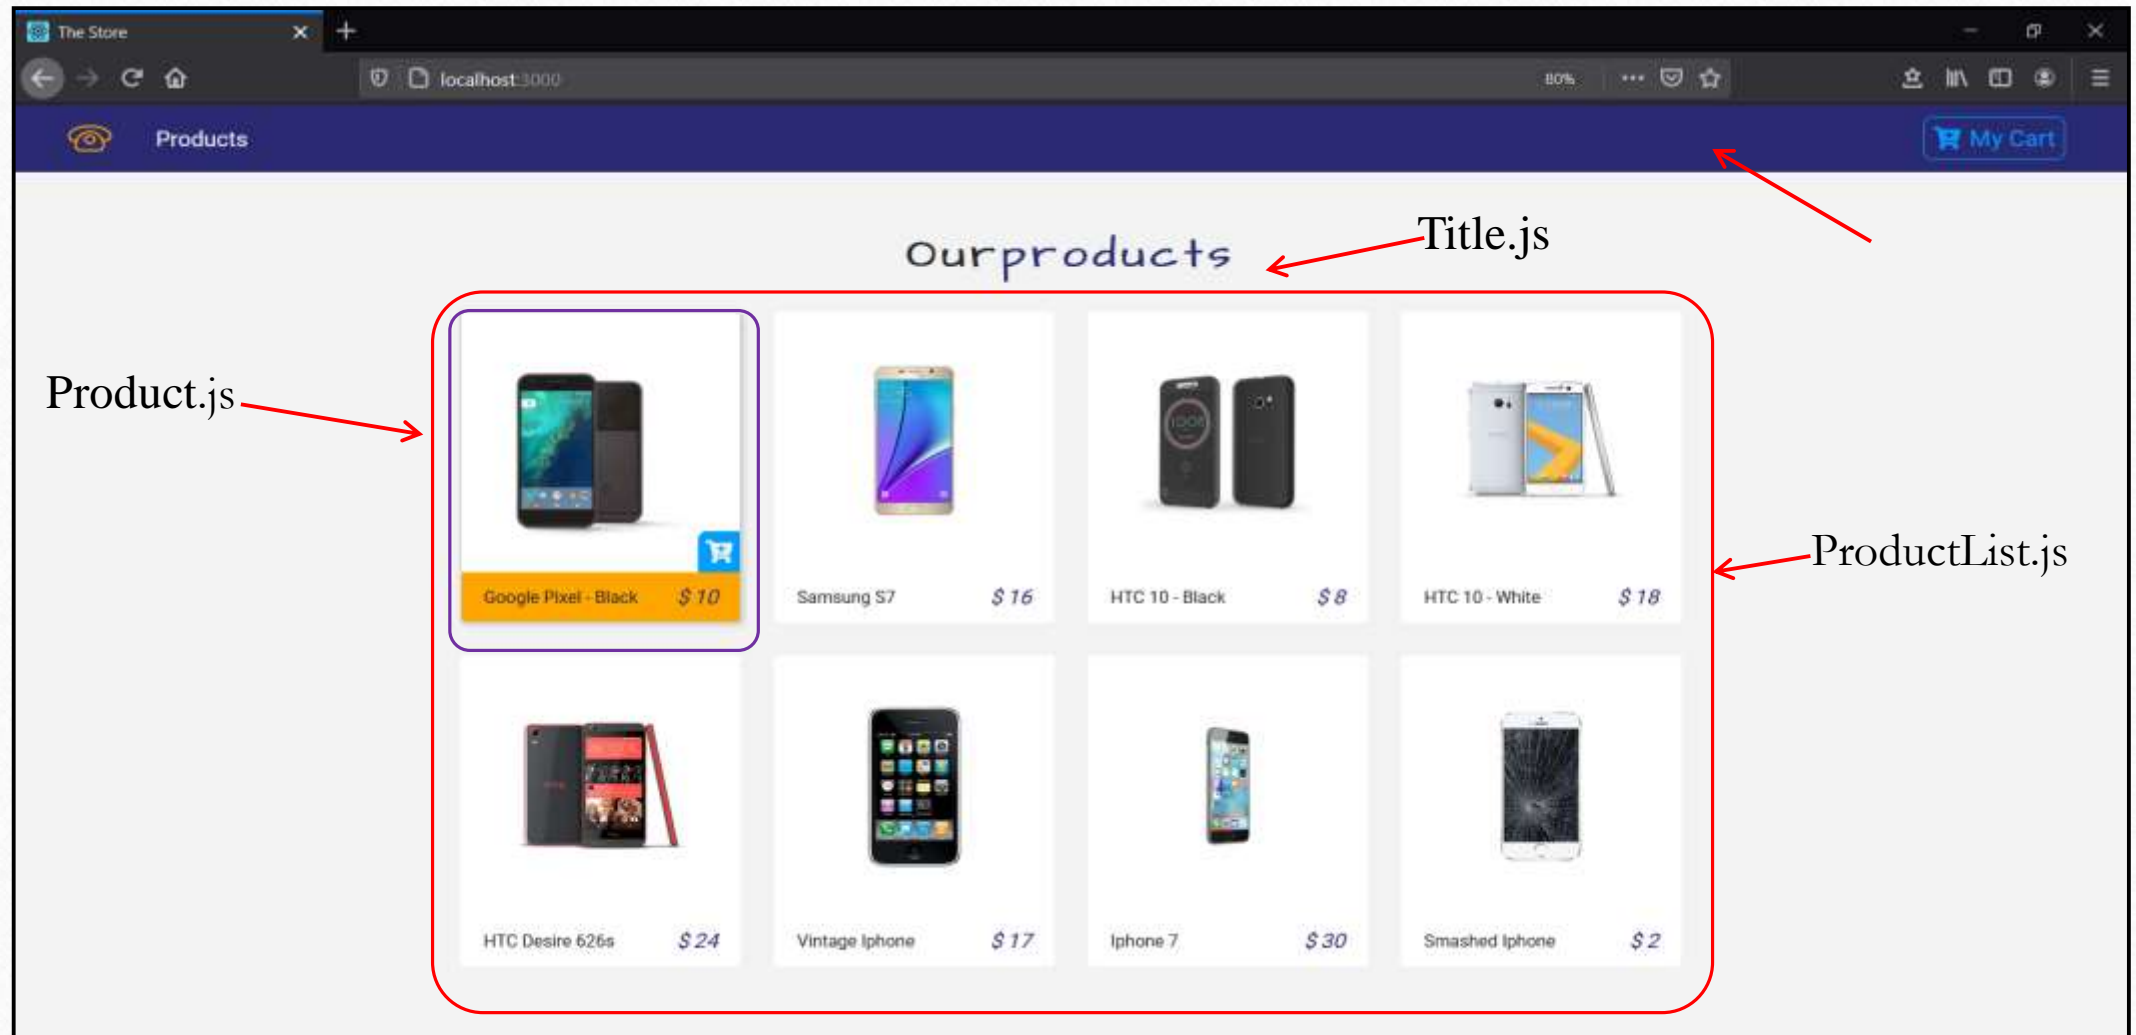 The Store
localhost:3000
80%
Products
My Cart
Title.js
Ourproducts
Product.js
ProductList.js
Google Pixel - Black $ 10
Samsung S7 $ 16
HTC 10 - Black $ 8
HTC 10 - White $ 18
HTC Desire 626s $ 24
Vintage Iphone $ 17
Iphone 7 $ 30
Smashed Iphone $ 2